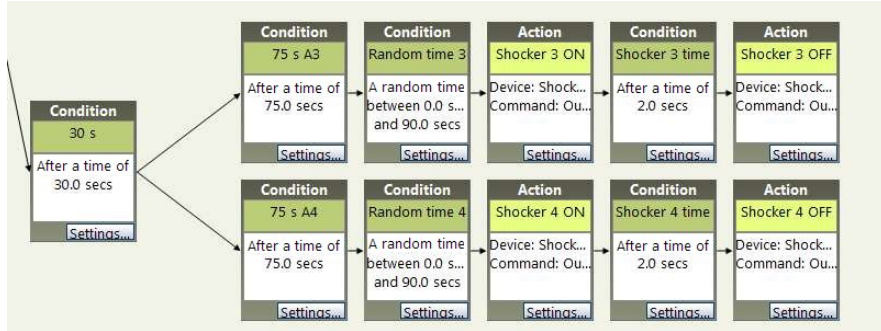 Condition
75 s A3
After a time of
75.0 secs
Settings...
Condition
Random time 3
A random time
between 0.0 s...
and 90.0 secs
Settings...
Action
Shocker 3 ON
Device: Shock...
Command: Ou...
Settings...
Condition
Shocker 3 time
After a time of
2.0 secs
Settings...
Action
Shocker 3 OFF
Device: Shock...
Command: Ou...
Settings...
Condition
30 s
After a time of
30.0 secs
Settings...
Condition
75 s A4
After a time of
75.0 secs
Settings...
Condition
Random time 4
A random time
between 0.0 s...
and 90.0 secs
Settings...
Action
Shocker 4 ON
Device: Shock...
Command: Ou...
Settings...
Condition
Shocker 4 time
After a time of
2.0 secs
Settings...
Action
Shocker 4 OFF
Device: Shock...
Command: Ou...
Settings...